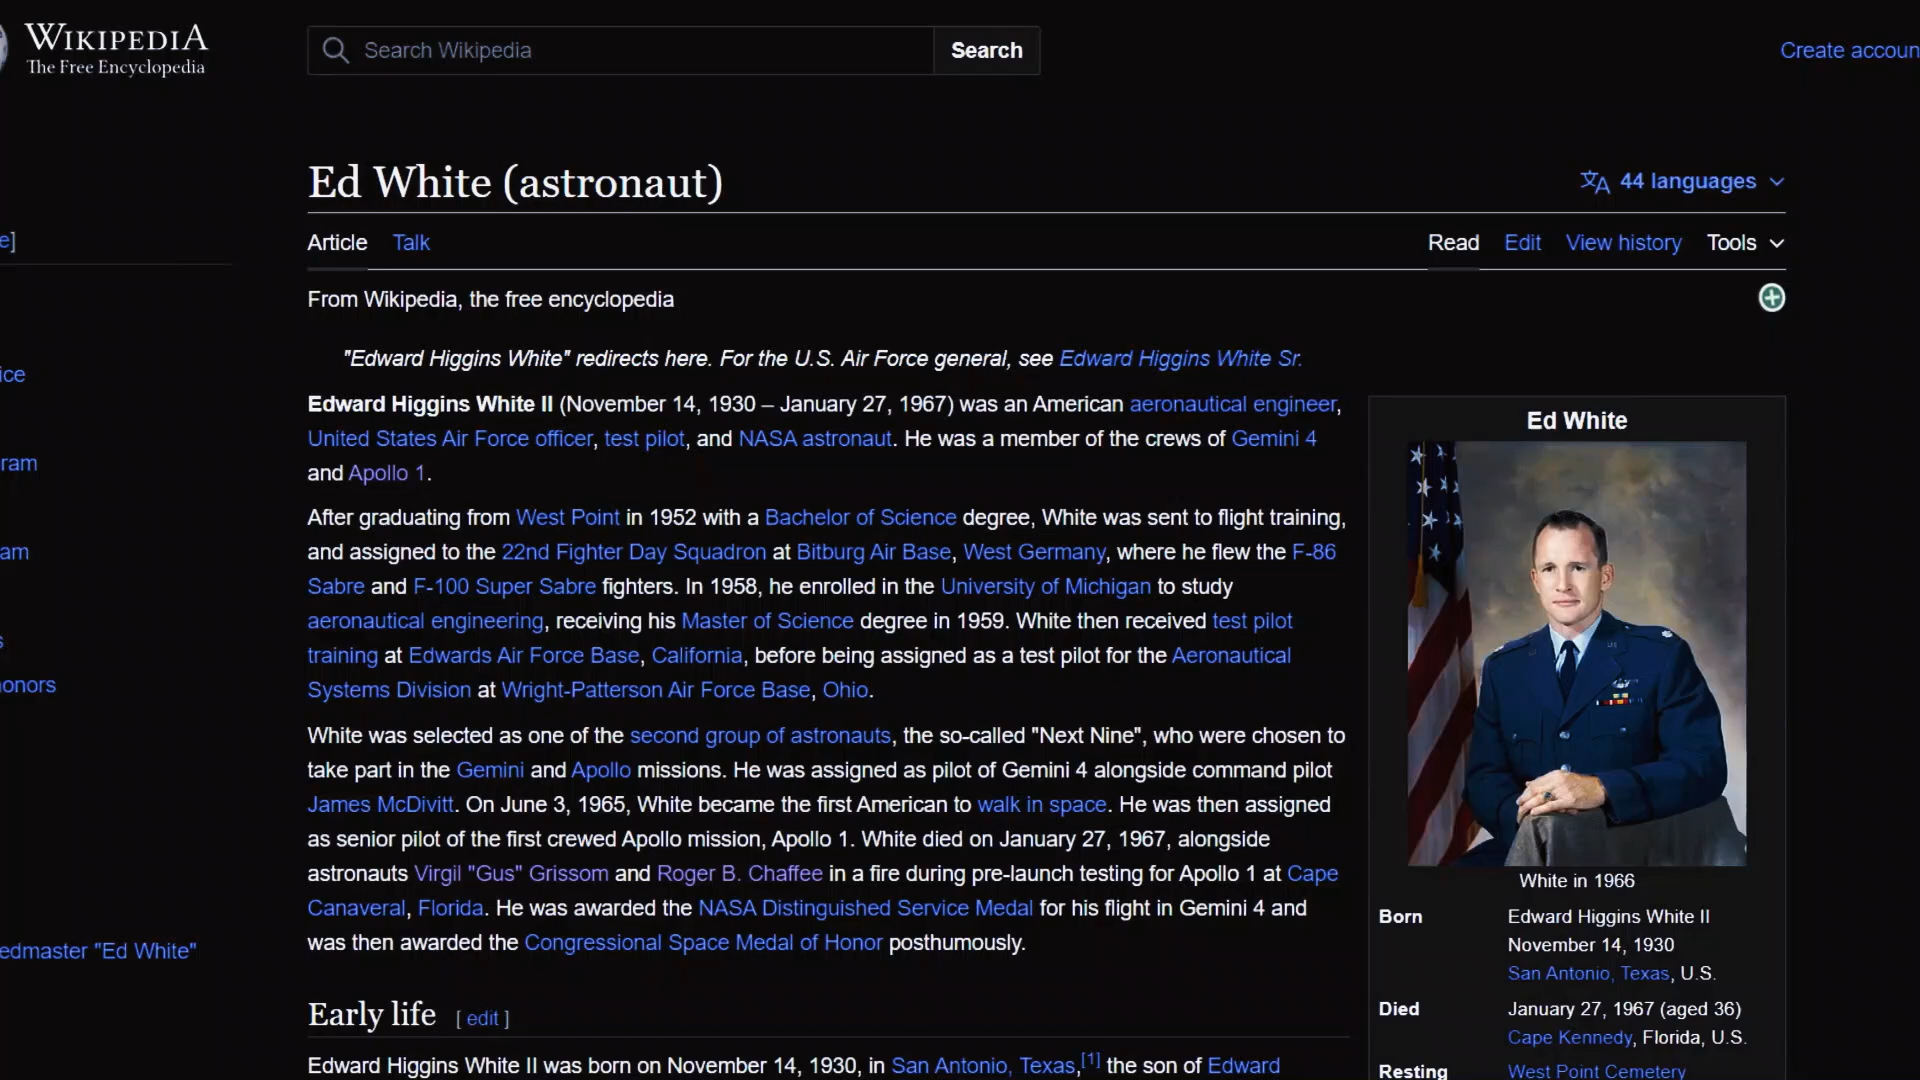 WIKIPEDIA
The Free Encyclopedia
Search Wikipedia
Search
Create accoun
Ed White (astronaut)
44 languages
e]
Article Talk
Read Edit View history Tools
From Wikipedia, the free encyclopedia
"Edward Higgins White" redirects here. For the U.S. Air Force general, see Edward Higgins White Sr.
ice
ram
am
s
onors
edmaster "Ed White"
Edward Higgins White II (November 14, 1930 – January 27, 1967) was an American aeronautical engineer,
United States Air Force officer, test pilot, and NASA astronaut. He was a member of the crews of Gemini 4
and Apollo 1.
After graduating from West Point in 1952 with a Bachelor of Science degree, White was sent to flight training,
and assigned to the 22nd Fighter Day Squadron at Bitburg Air Base, West Germany, where he flew the F-86
Sabre and F-100 Super Sabre fighters. In 1958, he enrolled in the University of Michigan to study
aeronautical engineering, receiving his Master of Science degree in 1959. White then received test pilot
training at Edwards Air Force Base, California, before being assigned as a test pilot for the Aeronautical
Systems Division at Wright-Patterson Air Force Base, Ohio.
White was selected as one of the second group of astronauts, the so-called "Next Nine", who were chosen to
take part in the Gemini and Apollo missions. He was assigned as pilot of Gemini 4 alongside command pilot
James McDivitt. On June 3, 1965, White became the first American to walk in space. He was then assigned
as senior pilot of the first crewed Apollo mission, Apollo 1. White died on January 27, 1967, alongside
astronauts Virgil "Gus" Grissom and Roger B. Chaffee in a fire during pre-launch testing for Apollo 1 at Cape
Canaveral, Florida. He was awarded the NASA Distinguished Service Medal for his flight in Gemini 4 and
was then awarded the Congressional Space Medal of Honor posthumously.
Early life [ edit ]
Edward Higgins White II was born on November 14, 1930, in San Antonio, Texas,[1] the son of Edward
Ed White
White in 1966
Born Edward Higgins White II
November 14, 1930
San Antonio, Texas, U.S.
Died January 27, 1967 (aged 36)
Cape Kennedy, Florida, U.S.
Resting West Point Cemetery